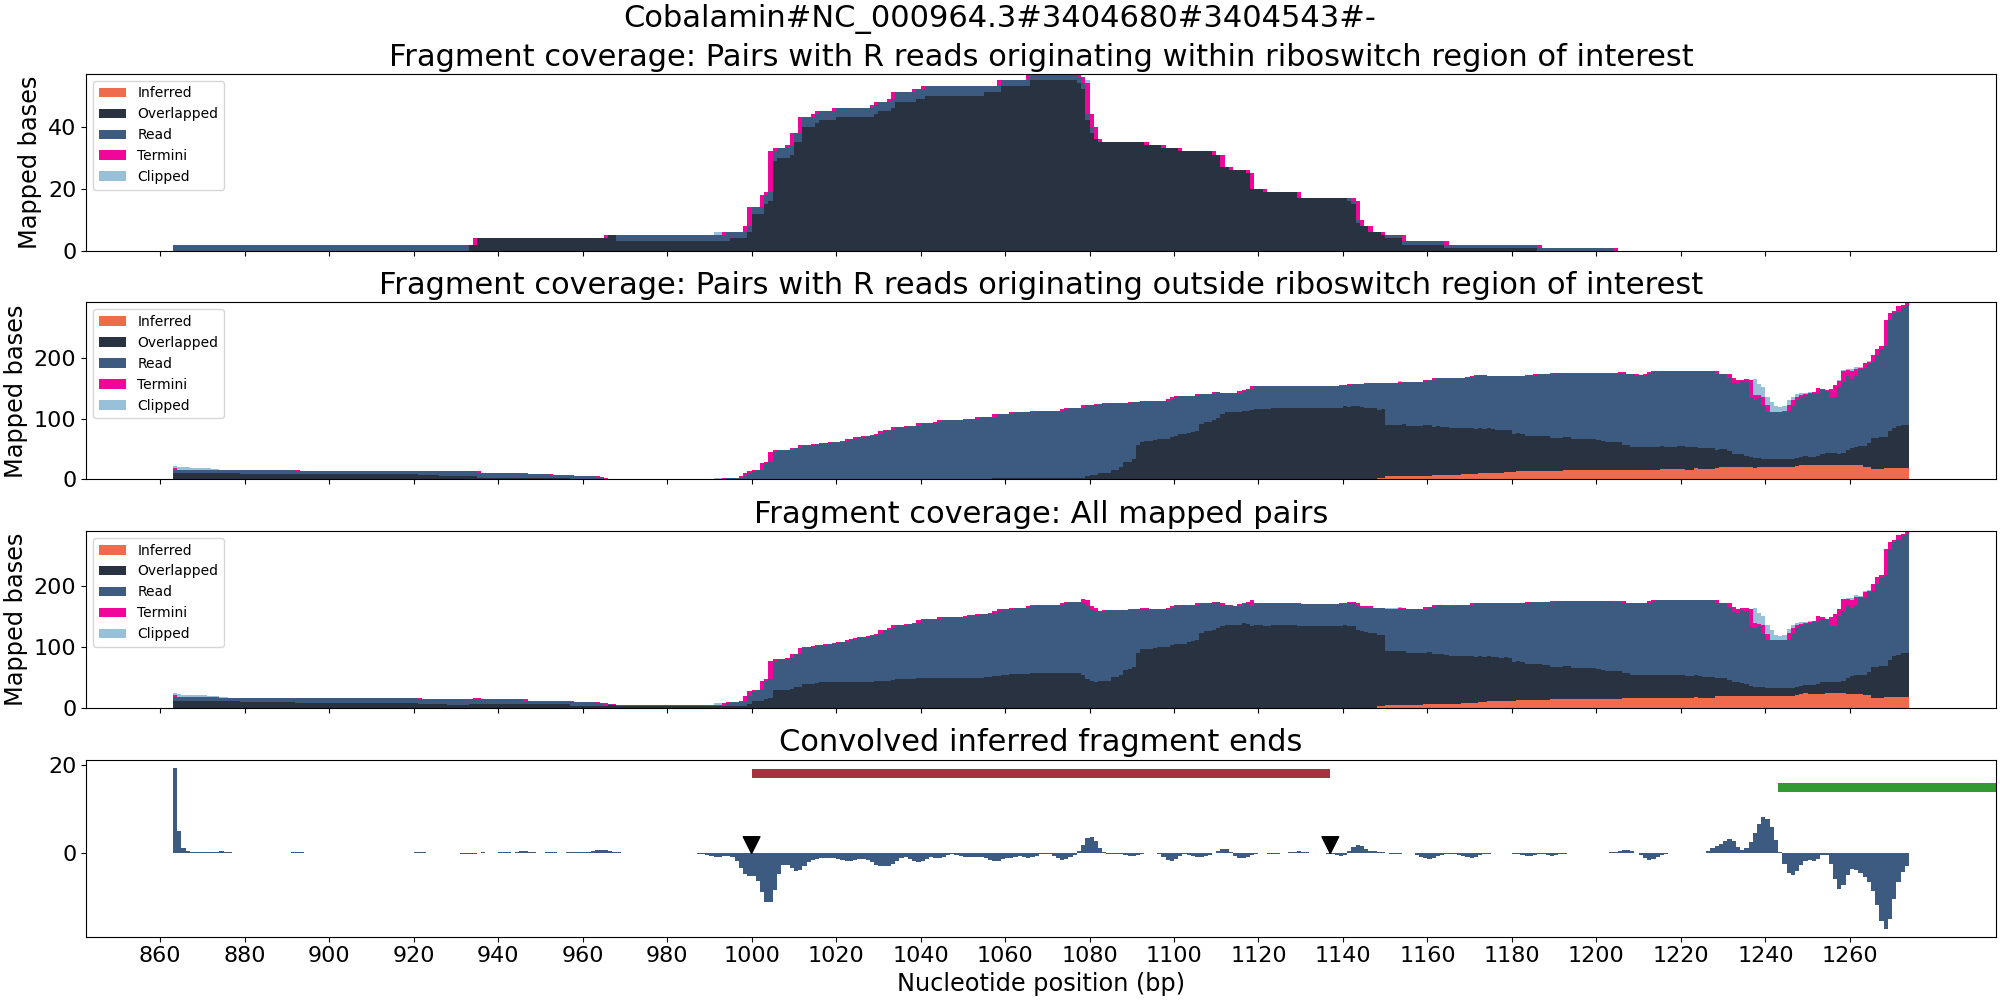 Cobalamin#NC_000964.3#3404680#3404543#-
Fragment coverage: Pairs with R reads originating within riboswitch region of interest
Mapped bases
40
20
0
Inferred
Overlapped
Read
Termini
Clipped
Fragment coverage: Pairs with R reads originating outside riboswitch region of interest
Mapped bases
200
100
0
Inferred
Overlapped
Read
Termini
Clipped
Fragment coverage: All mapped pairs
Mapped bases
200
100
0
Inferred
Overlapped
Read
Termini
Clipped
Convolved inferred fragment ends
20
0
860 880 900 920 940 960 980 1000 1020 1040 1060 1080 1100 1120 1140 1160 1180 1200 1220 1240 1260
Nucleotide position (bp)